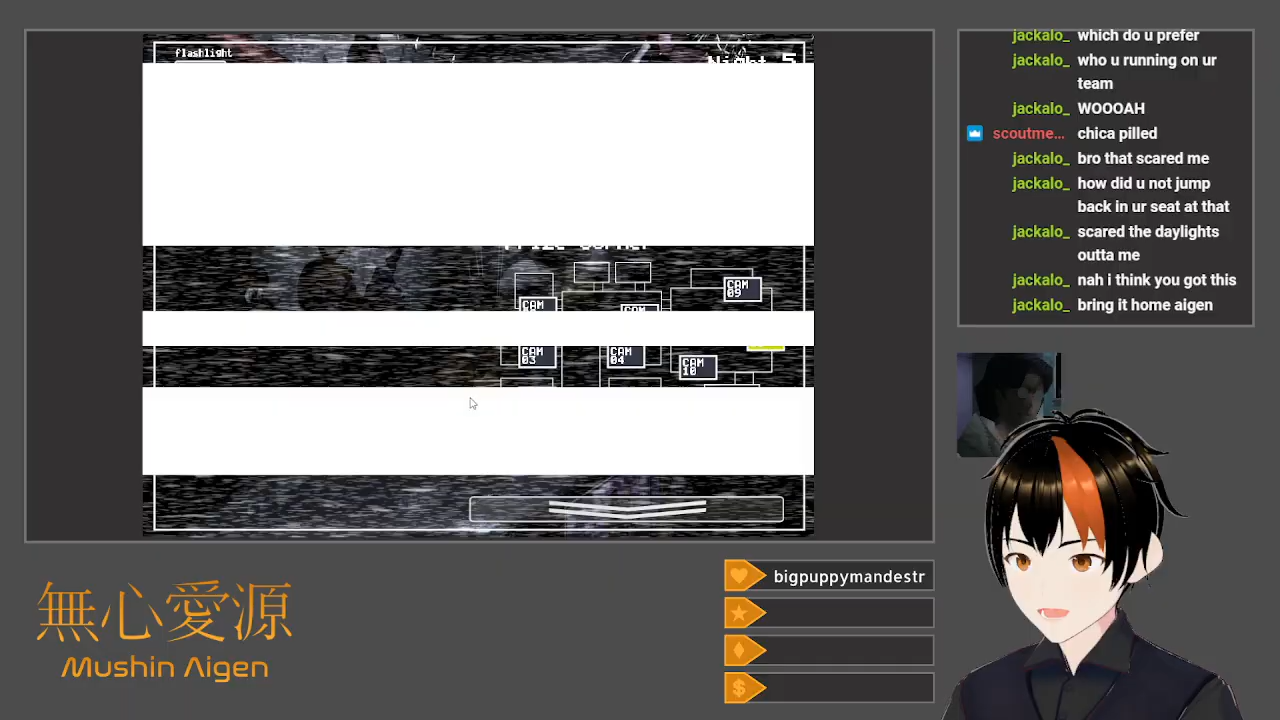 flashlight
Night 5
CAM
09
CAM
CAM
CAM
03
CAM
04
CAM
10
jackalo_ which do u prefer
jackalo_ who u running on ur
team
jackalo_ WOOOAH
scoutme... chica pilled
jackalo_ bro that scared me
jackalo_ how did u not jump
back in ur seat at that
jackalo_ scared the daylights
outta me
jackalo_ nah i think you got this
jackalo_ bring it home aigen
無心愛源
Mushin Aigen
bigpuppymandestr